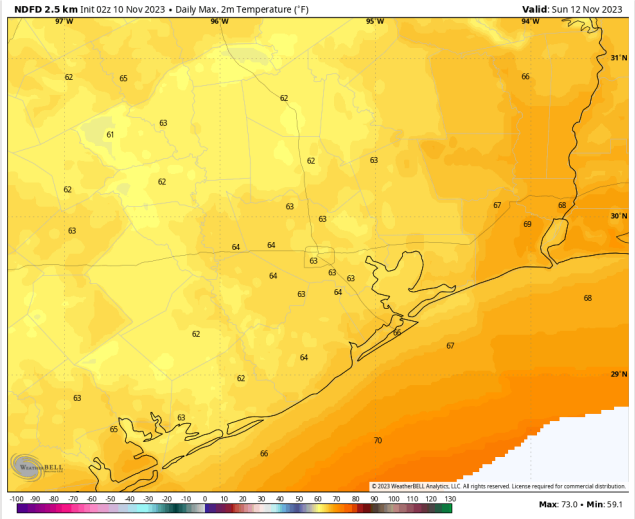 NDFD 2.5 km Init 02z 10 Nov 2023 • Daily Max. 2m Temperature (°F)
Valid: Sun 12 Nov 2023
97°W 96°W 95°W 94°W
31°N
62 65 66
62
61 63
62 63
62 62
67 68
63 63 30°N
69
63
64 64
63
64 63 63
63 64 68
62 66
67
64
29°N
62
63
65 63
66 70
WEATHERBELL
© 2023 WeatherBELL Analytics, LLC. All rights reserved. License required for commercial distribution.
-100 -90 -80 -70 -60 -50 -40 -30 -20 -10 0 10 20 30 40 50 60 70 80 90 100 110 120 130
Max: 73.0 • Min: 59.1